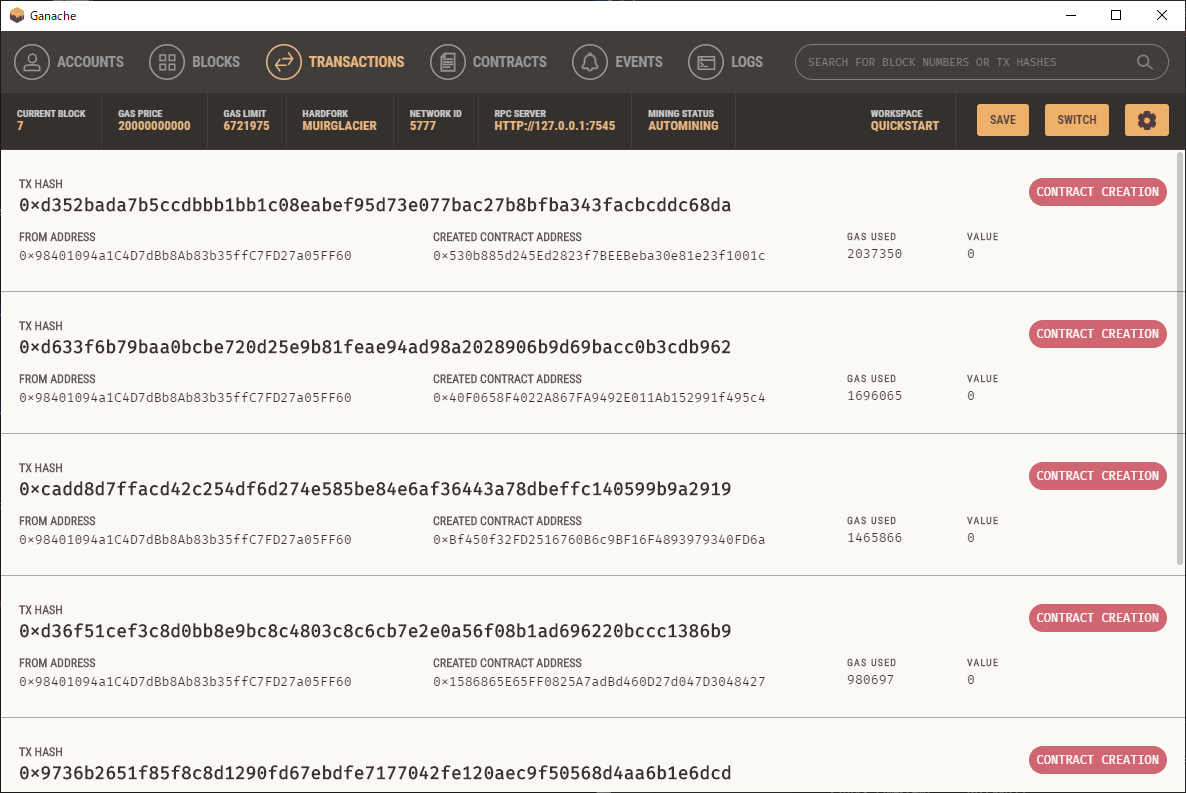 Ganache
ACCOUNTS BLOCKS TRANSACTIONS CONTRACTS EVENTS LOGS SEARCH FOR BLOCK NUMBERS OR TX HASHES
CURRENT BLOCK GAS PRICE GAS LIMIT HARDFORK NETWORK ID RPC SERVER MINING STATUS WORKSPACE SAVE SWITCH
7 20000000000 6721975 MUIRGLACIER 5777 HTTP://127.0.0.1:7545 AUTOMINING QUICKSTART
TX HASH
0×d352bada7b5ccdbbb1bb1c08eabef95d73e077bac27b8bfba343facbcddc68da CONTRACT CREATION
FROM ADDRESS CREATED CONTRACT ADDRESS GAS USED VALUE
0×98401094a1C4D7dBb8Ab83b35ffC7FD27a05FF60 0×530b885d245Ed2823f7BEEBeba30e81e23f1001c 2037350 0
TX HASH
0×d633f6b79baa0bcbe720d25e9b81feae94ad98a2028906b9d69bacc0b3cdb962 CONTRACT CREATION
FROM ADDRESS CREATED CONTRACT ADDRESS GAS USED VALUE
0×98401094a1C4D7dBb8Ab83b35ffC7FD27a05FF60 0×40F0658F4022A867FA9492E011Ab152991f495c4 1696065 0
TX HASH
0×cadd8d7ffacd42c254df6d274e585be84e6af36443a78dbeffc140599b9a2919 CONTRACT CREATION
FROM ADDRESS CREATED CONTRACT ADDRESS GAS USED VALUE
0×98401094a1C4D7dBb8Ab83b35ffC7FD27a05FF60 0×Bf450f32FD2516760B6c9BF16F4893979340FD6a 1465866 0
TX HASH
0×d36f51cef3c8d0bb8e9bc8c4803c8c6cb7e2e0a56f08b1ad696220bccc1386b9 CONTRACT CREATION
FROM ADDRESS CREATED CONTRACT ADDRESS GAS USED VALUE
0×98401094a1C4D7dBb8Ab83b35ffC7FD27a05FF60 0×1586865E65FF0825A7adBd460D27d047D3048427 980697 0
TX HASH
0×9736b2651f85f8c8d1290fd67ebdfe7177042fe120aec9f50568d4aa6b1e6dcd CONTRACT CREATION